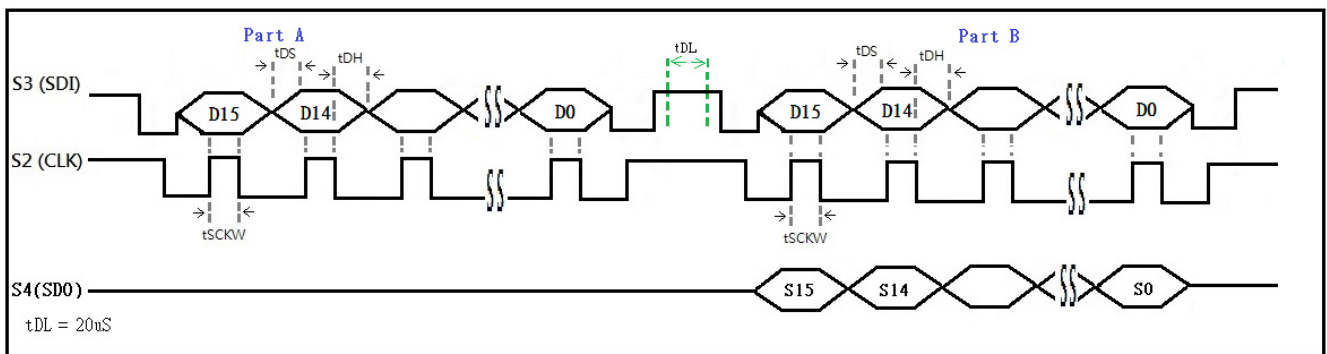 Part A
Part B
tDS
tDH
tDL
tDS
tDH
S3 (SDI)
D15
D14
D0
D15
D14
D0
S2 (CLK)
tSCKW
tSCKW
S4(SDO)
S15
S14
S0
tDL = 20uS